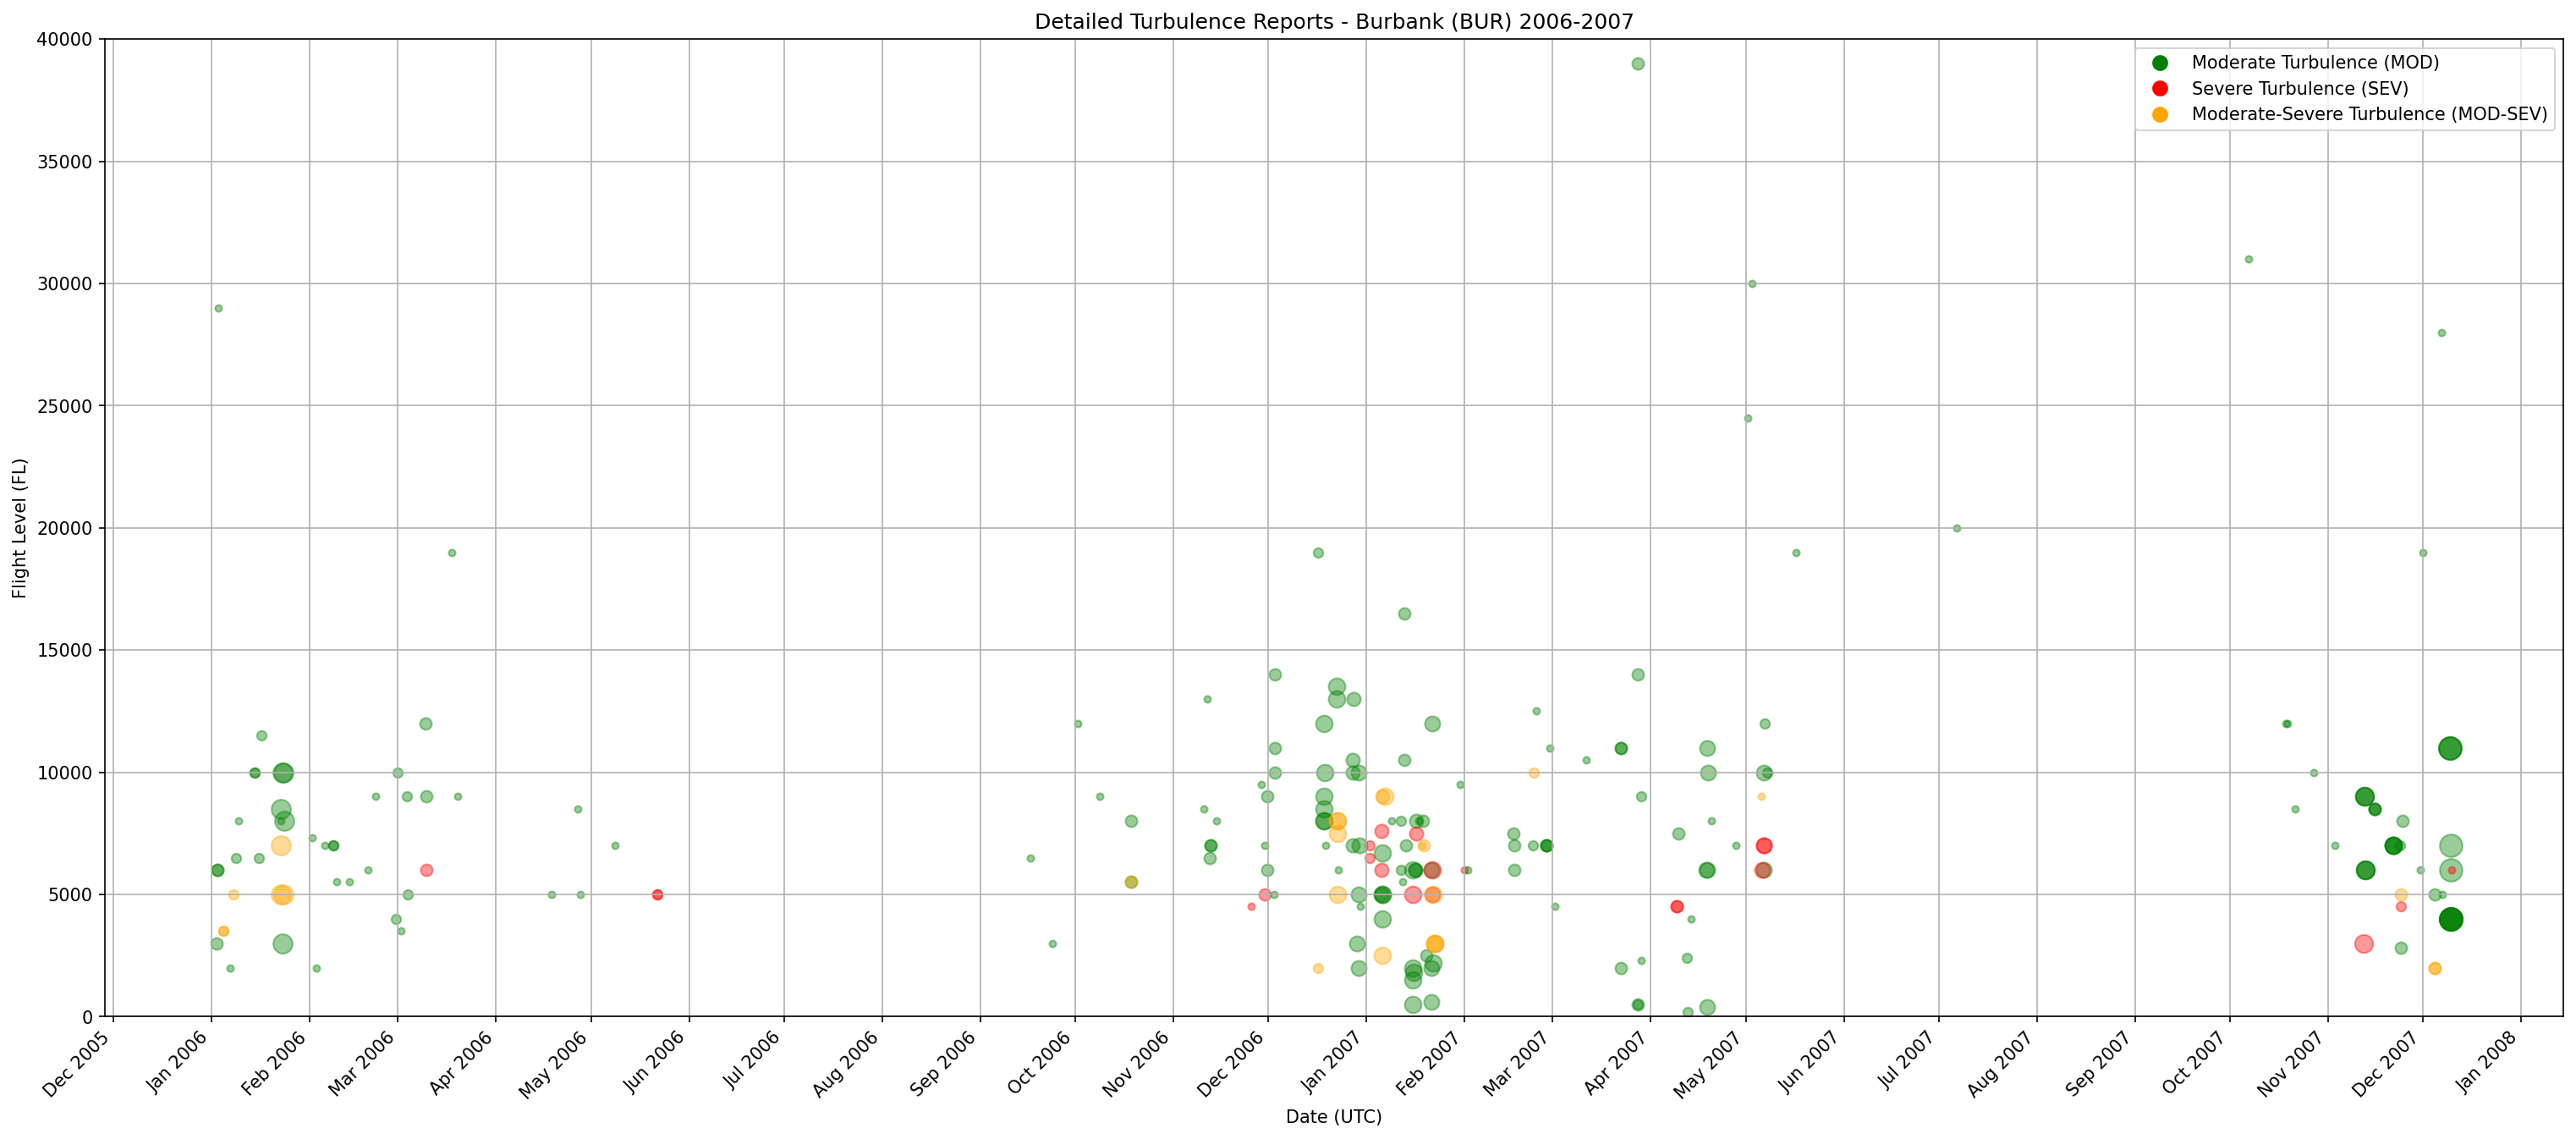 Detailed Turbulence Reports - Burbank (BUR) 2006-2007
Moderate Turbulence (MOD)
Severe Turbulence (SEV)
Moderate-Severe Turbulence (MOD-SEV)
Flight Level (FL)
40000
35000
30000
25000
20000
15000
10000
5000
0
Dec 2005
Jan 2006
Feb 2006
Mar 2006
Apr 2006
May 2006
Jun 2006
Jul 2006
Aug 2006
Sep 2006
Oct 2006
Nov 2006
Dec 2006
Jan 2007
Feb 2007
Mar 2007
Apr 2007
May 2007
Jun 2007
Jul 2007
Aug 2007
Sep 2007
Oct 2007
Nov 2007
Dec 2007
Jan 2008
Date (UTC)